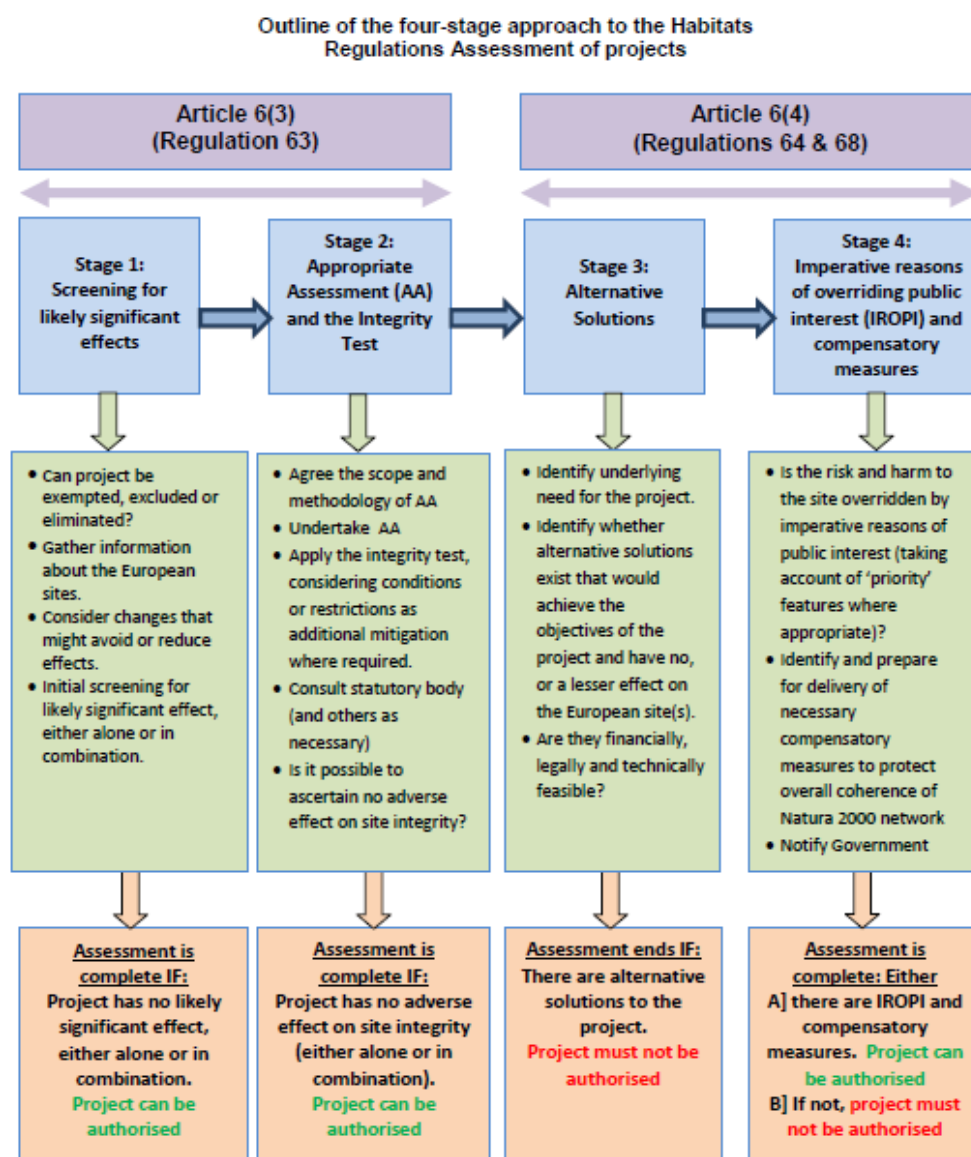 Outline of the four-stage approach to the Habitats
Regulations Assessment of projects
Article 6(3)
(Regulation 63)
Article 6(4)
(Regulations 64 & 68)
Stage 1:
Screening for
likely significant
effects
Stage 2:
Appropriate
Assessment (AA)
and the Integrity
Test
Stage 3:
Alternative
Solutions
Stage 4:
Imperative reasons
of overriding public
interest (IROPI) and
compensatory
measures
• Can project be
exempted, excluded or
eliminated?
• Gather information
about the European
sites.
• Consider changes that
might avoid or reduce
effects.
• Initial screening for
likely significant effect,
either alone or in
combination.
• Agree the scope and
methodology of AA
• Undertake AA
• Apply the integrity test,
considering conditions
or restrictions as
additional mitigation
where required.
• Consult statutory body
(and others as
necessary)
• Is it possible to
ascertain no adverse
effect on site integrity?
• Identify underlying
need for the project.
• Identify whether
alternative solutions
exist that would
achieve the
objectives of the
project and have no,
or a lesser effect on
the European site(s).
• Are they financially,
legally and technically
feasible?
• Is the risk and harm to
the site overridden by
imperative reasons of
public interest (taking
account of ‘priority’
features where
appropriate)?
• Identify and prepare
for delivery of
necessary
compensatory
measures to protect
overall coherence of
Natura 2000 network
• Notify Government
Assessment is
complete IF:
Project has no likely
significant effect,
either alone or in
combination.
Project can be
authorised
Assessment is
complete IF:
Project has no adverse
effect on site integrity
(either alone or in
combination).
Project can be
authorised
Assessment ends IF:
There are alternative
solutions to the
project.
Project must not be
authorised
Assessment is
complete: Either
A] there are IROPI and
compensatory
measures. Project can
be authorised
B] If not, project must
not be authorised